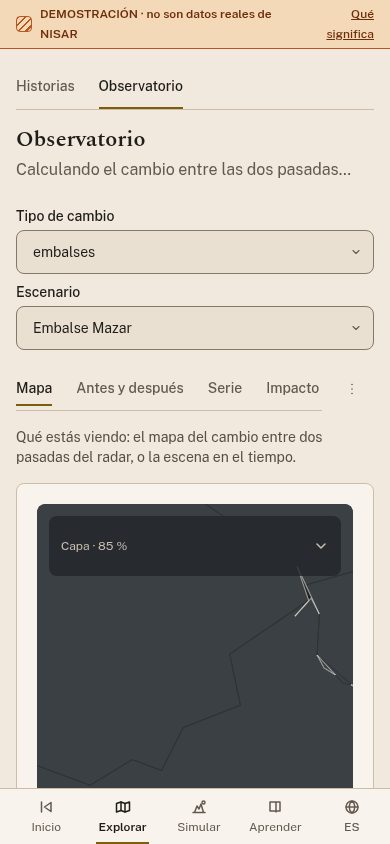 DEMOSTRACIÓN · no son datos reales de
NISAR
Qué
significa
Historias
Observatorio
Observatorio
Calculando el cambio entre las dos pasadas…
Tipo de cambio
embalses
Escenario
Embalse Mazar
Mapa
Antes y después
Serie
Impacto
Qué estás viendo: el mapa del cambio entre dos
pasadas del radar, o la escena en el tiempo.
Capa · 85 %
Inicio
Explorar
Simular
Aprender
ES